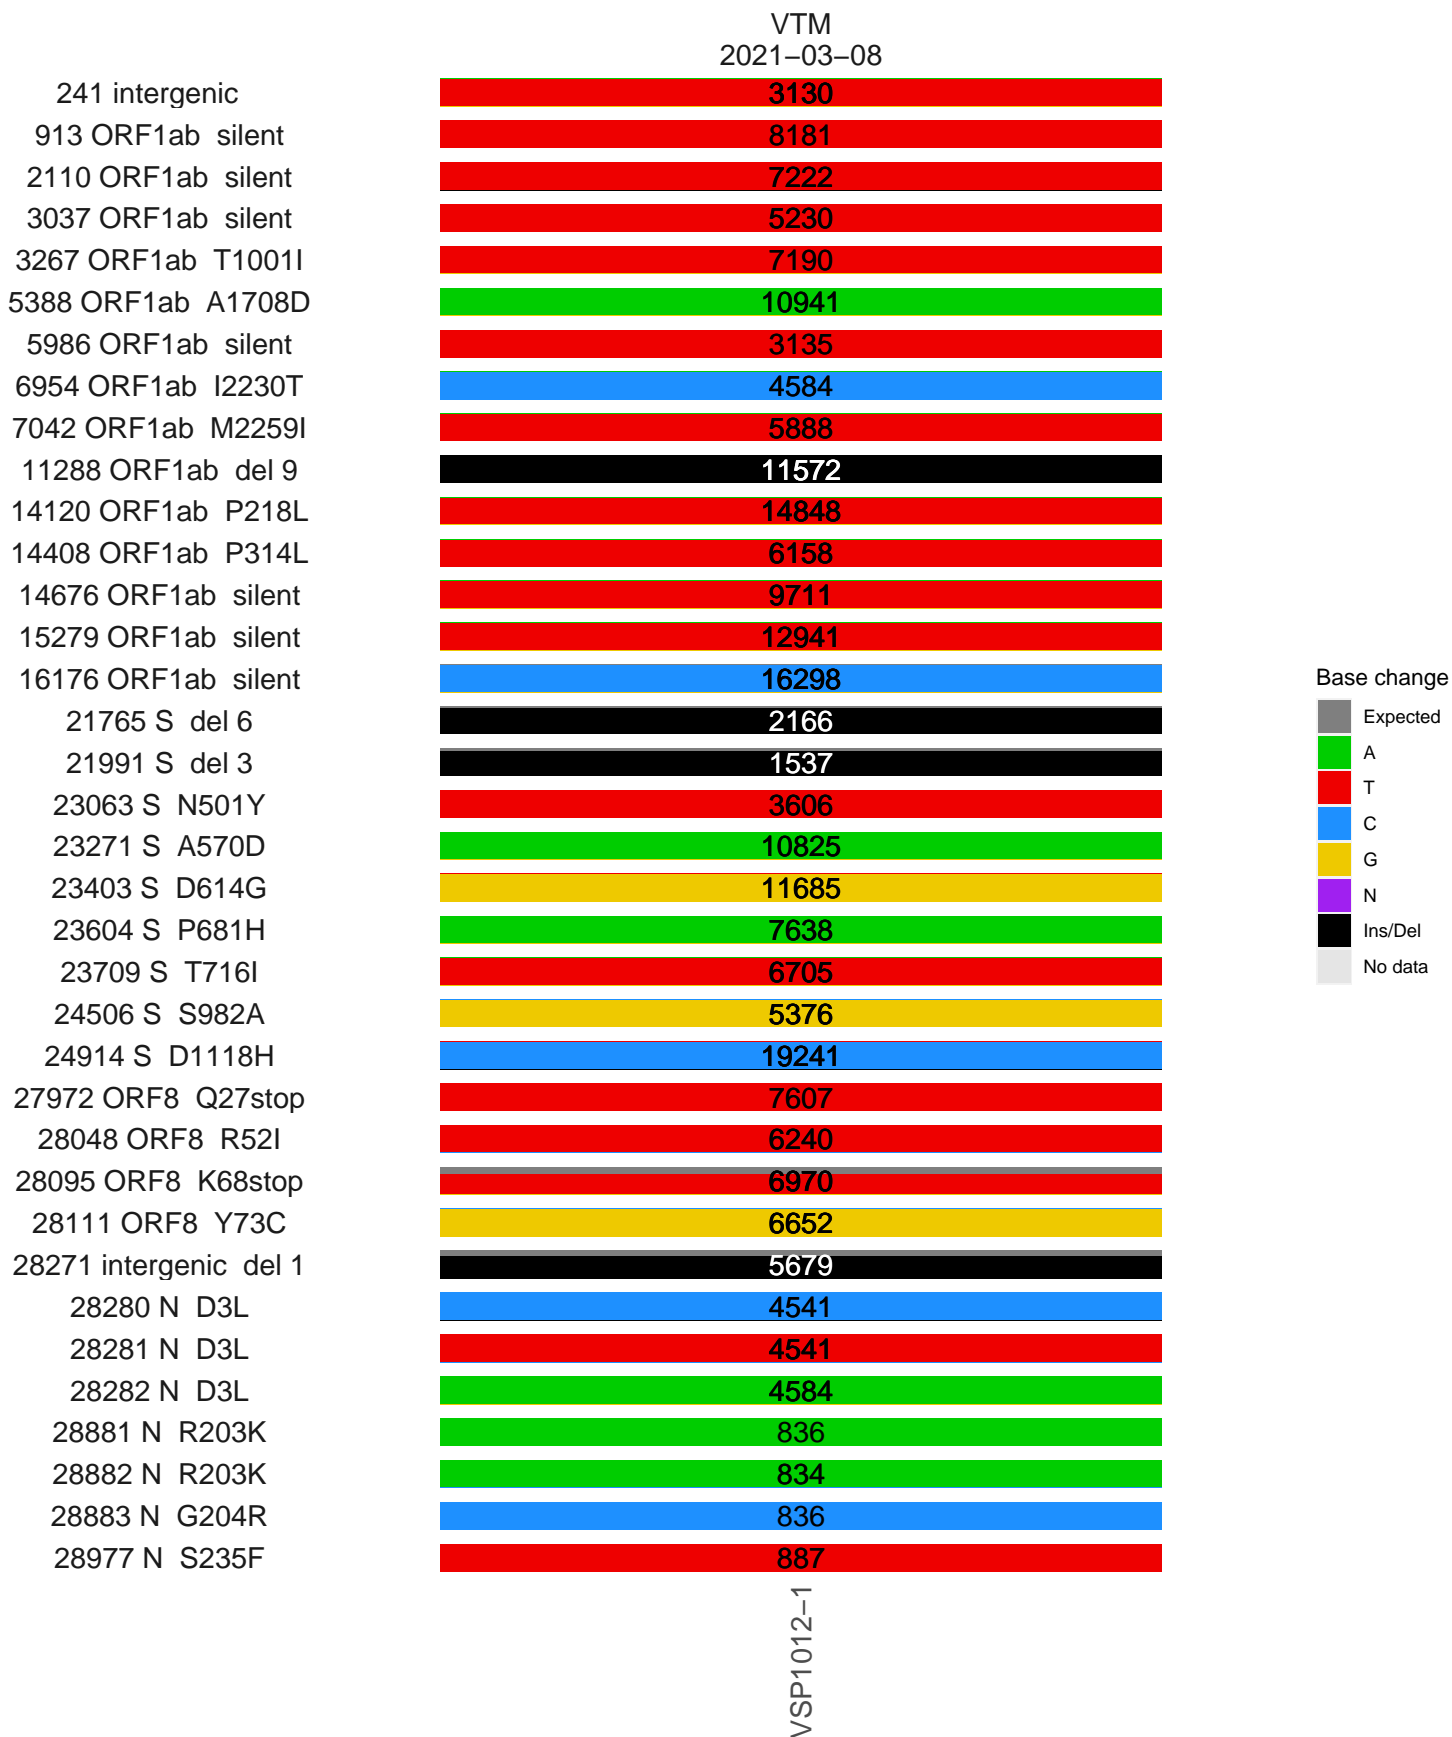 VTM
2021−03−08
241 intergenic 3130
913 ORF1ab silent 8181
2110 ORF1ab silent 7222
3037 ORF1ab silent 5230
3267 ORF1ab T1001I 7190
5388 ORF1ab A1708D 10941
5986 ORF1ab silent 3135
6954 ORF1ab I2230T 4584
7042 ORF1ab M2259I 5888
11288 ORF1ab del 9 11572
14120 ORF1ab P218L 14848
14408 ORF1ab P314L 6158
14676 ORF1ab silent 9711
15279 ORF1ab silent 12941
16176 ORF1ab silent 16298
21765 S del 6 2166
21991 S del 3 1537
23063 S N501Y 3606
23271 S A570D 10825
23403 S D614G 11685
23604 S P681H 7638
23709 S T716I 6705
24506 S S982A 5376
24914 S D1118H 19241
27972 ORF8 Q27stop 7607
28048 ORF8 R52I 6240
28095 ORF8 K68stop 6970
28111 ORF8 Y73C 6652
28271 intergenic del 1 5679
28280 N D3L 4541
28281 N D3L 4541
28282 N D3L 4584
28881 N R203K 836
28882 N R203K 834
28883 N G204R 836
28977 N S235F 887
VSP1012−1
Base change
Expected
A
T
C
G
N
Ins/Del
No data